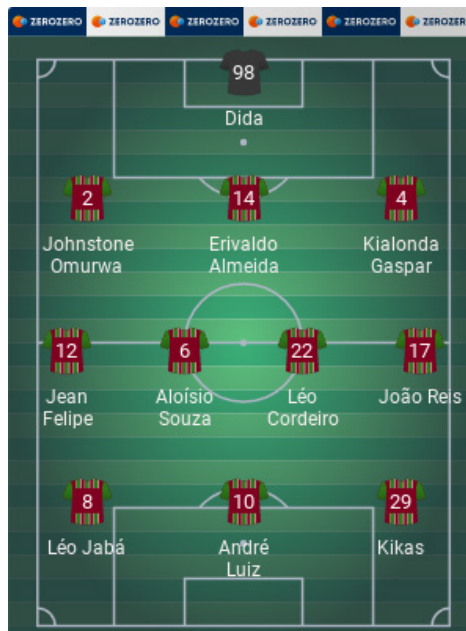 ZEROZERO ZEROZERO ZEROZERO ZEROZERO ZEROZERO ZEROZERO
98
Dida
2 14 4
Johnstone Erivaldo Kialonda
Omurwa Almeida Gaspar
12 6 22 17
Jean Aloísio Léo João Reis
Felipe Souza Cordeiro
8 10 29
Léo Jabá André Kikas
Luiz